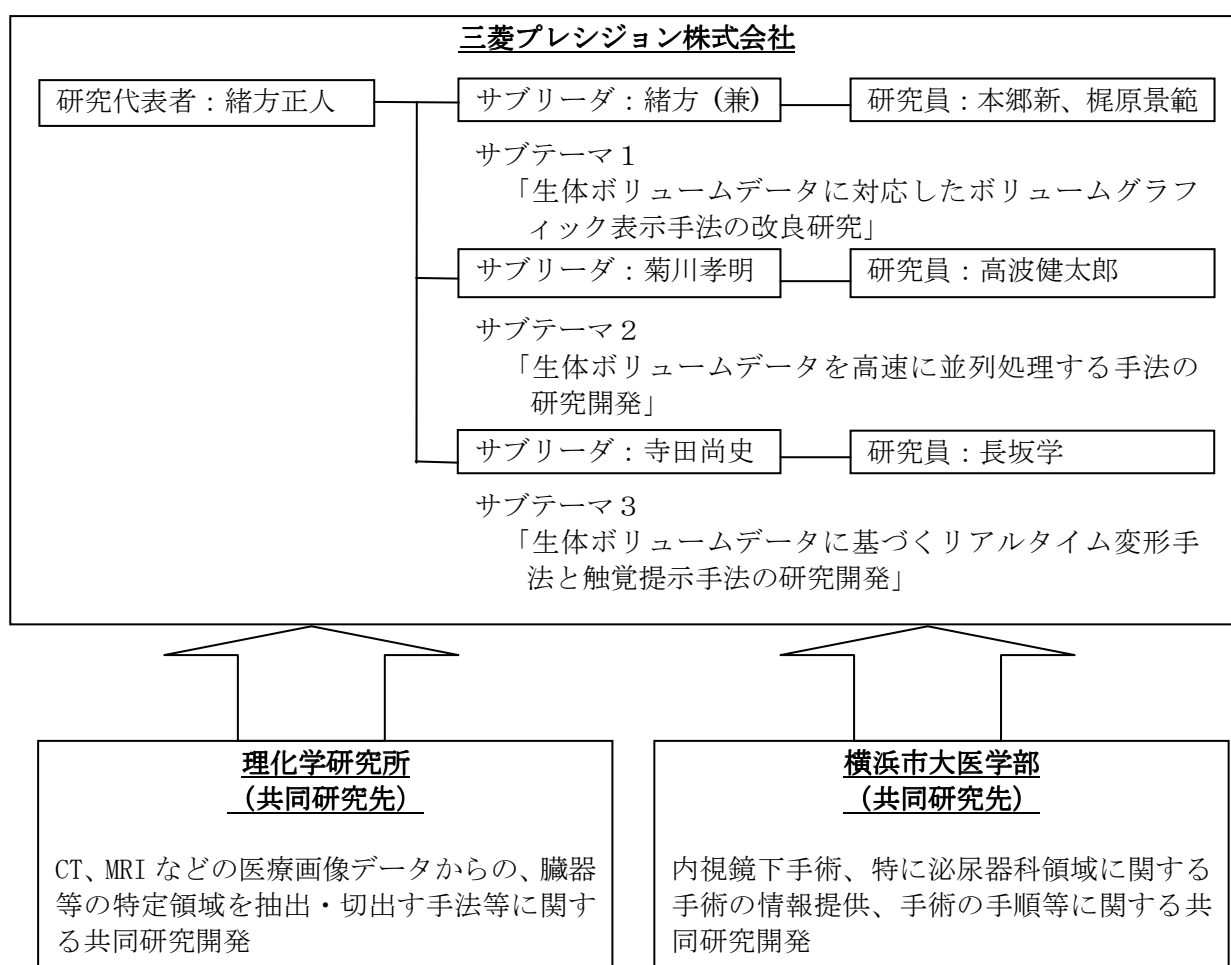 三菱プレシジョン株式会社
研究代表者：緒方正人
サブリーダ：緒方 (兼)
研究員：本郷新、梶原景範
サブテーマ１
「生体ボリュームデータに対応したボリュームグラフ
ィック表示手法の改良研究」
サブリーダ：菊川孝明
研究員：高波健太郎
サブテーマ２
「生体ボリュームデータを高速に並列処理する手法の
研究開発」
サブリーダ：寺田尚史
研究員：長坂学
サブテーマ３
「生体ボリュームデータに基づくリアルタイム変形手
法と触覚提示手法の研究開発」
理化学研究所
（共同研究先）
CT、MRI などの医療画像データからの、臓器
等の特定領域を抽出・切出す手法等に関す
る共同研究開発
横浜市大医学部
（共同研究先）
内視鏡下手術、特に泌尿器科領域に関する
手術の情報提供、手術の手順等に関する共
同研究開発